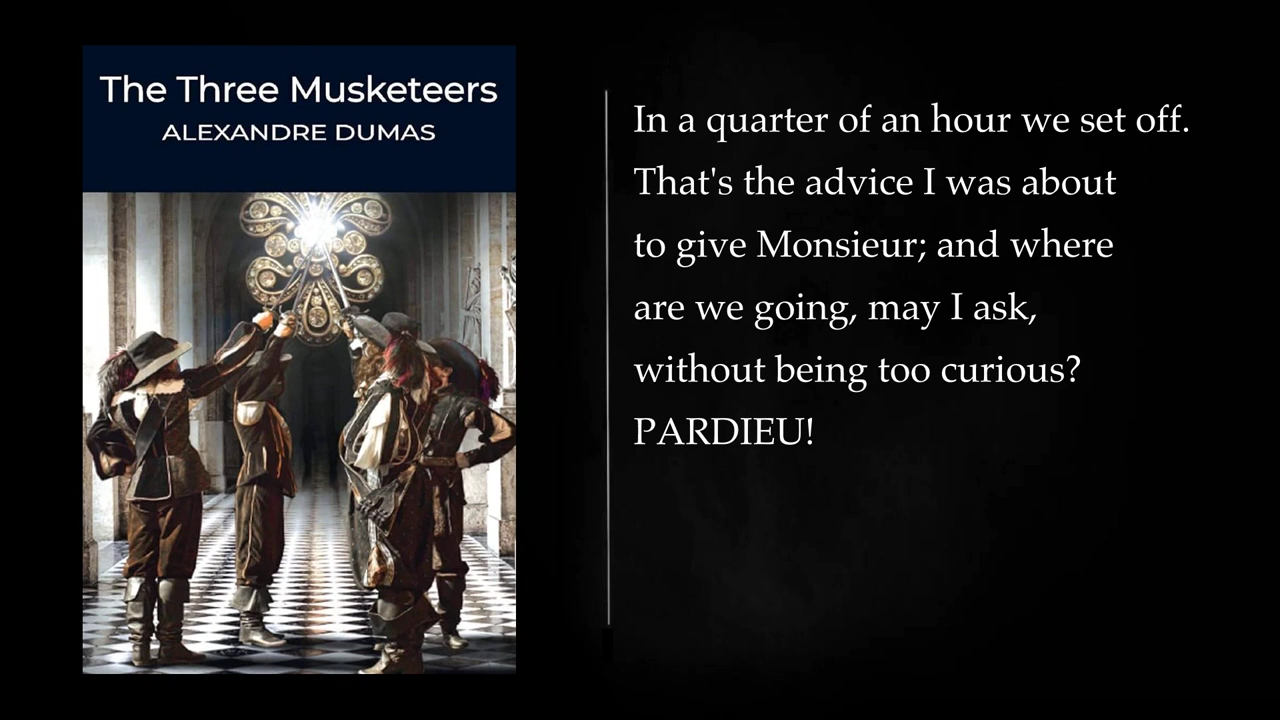 The Three Musketeers
ALEXANDRE DUMAS
In a quarter of an hour we set off.
That's the advice I was about
to give Monsieur; and where
are we going, may I ask,
without being too curious?
PARDIEU!